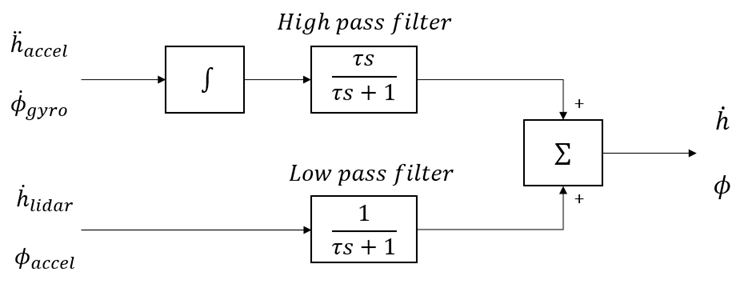 High pass filter
ḧ_accel
ϕ̇_gyro
∫
τs
τs + 1
+
Σ
ḣ
ϕ
Low pass filter
ḣ_lidar
ϕ_accel
1
τs + 1
+